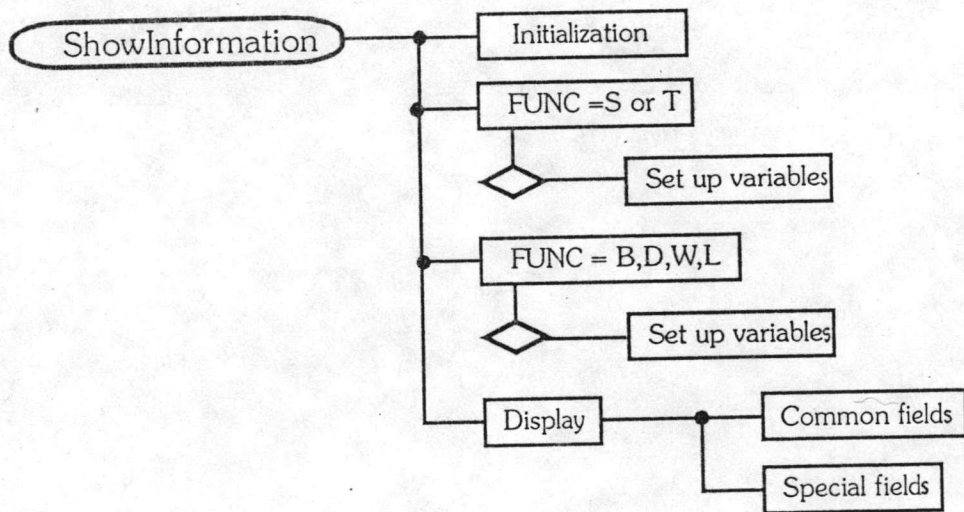 ShowInformation
Initialization
FUNC =S or T
Set up variables
FUNC = B,D,W,L
Set up variables
Display
Common fields
Special fields